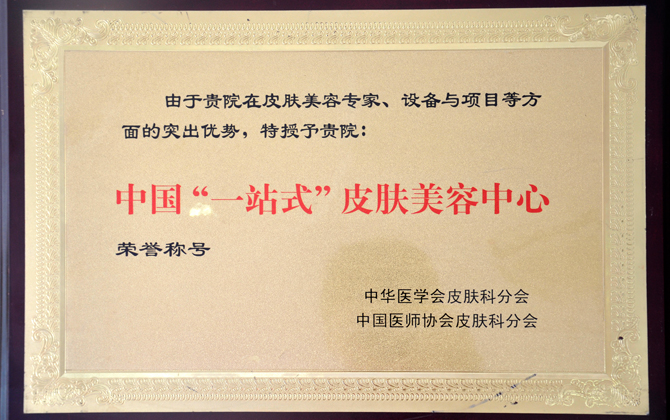 由于贵院在皮肤美容专家、设备与项目等方
面的突出优势，特授予贵院：
中国“一站式”皮肤美容中心
荣誉称号
中华医学会皮肤科分会
中国医师协会皮肤科分会